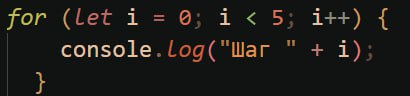 for (let i = 0; i < 5; i++) {
console.log("Шаг " + i);
}